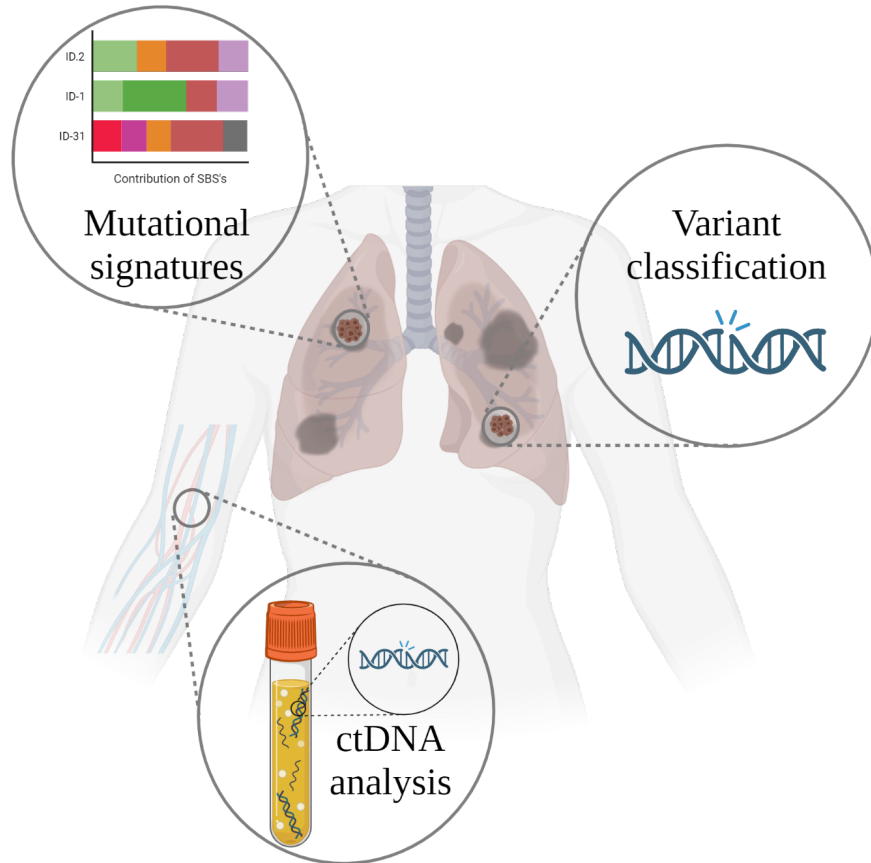 ID.2
ID-1
ID-31
Contribution of SBS's
Mutational
signatures
Variant
classification
ctDNA
analysis